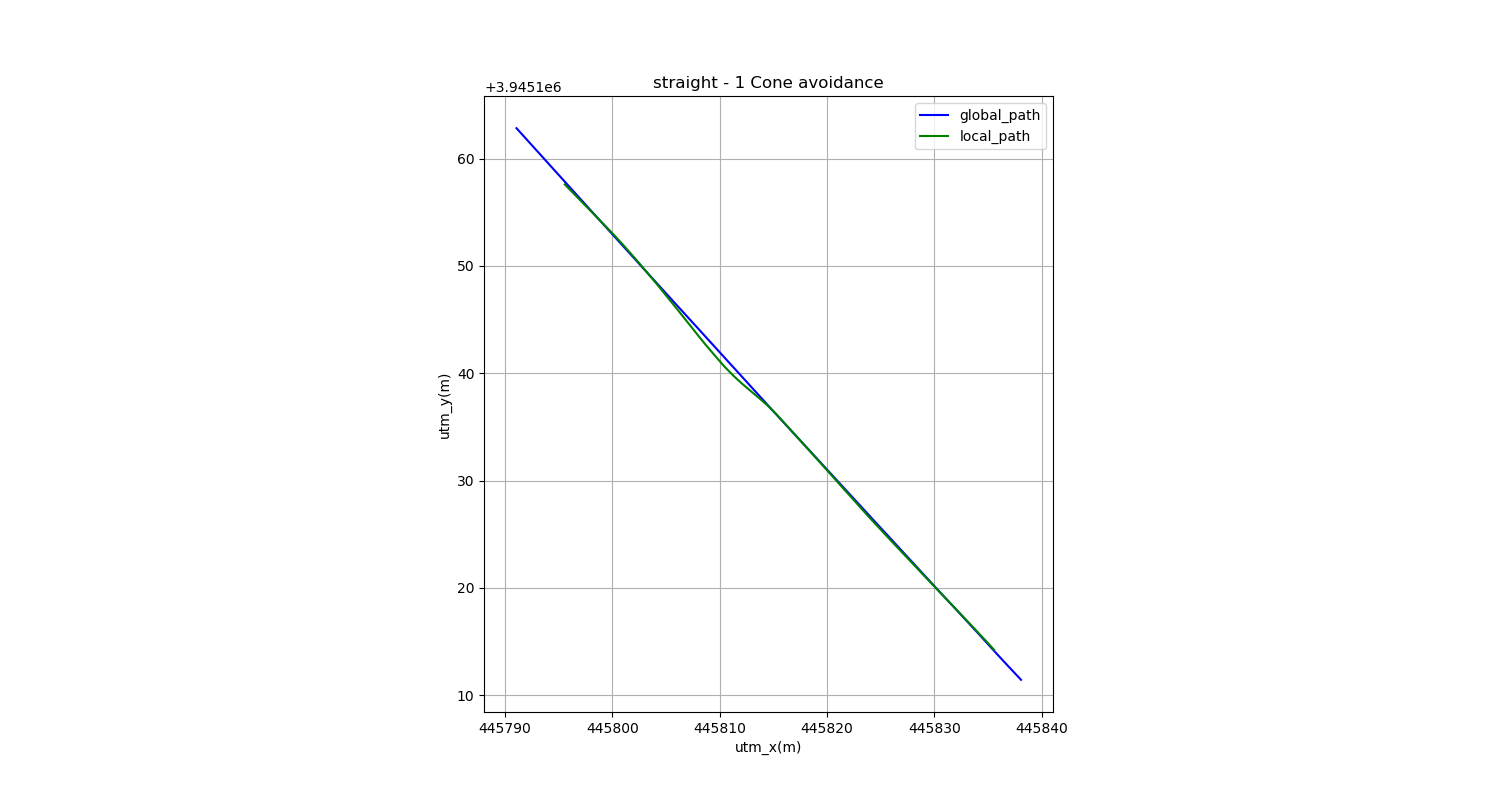 straight - 1 Cone avoidance
+3.9451e6
global_path
local_path
60
50
40
30
20
10
utm_y(m)
445790 445800 445810 445820 445830 445840
utm_x(m)